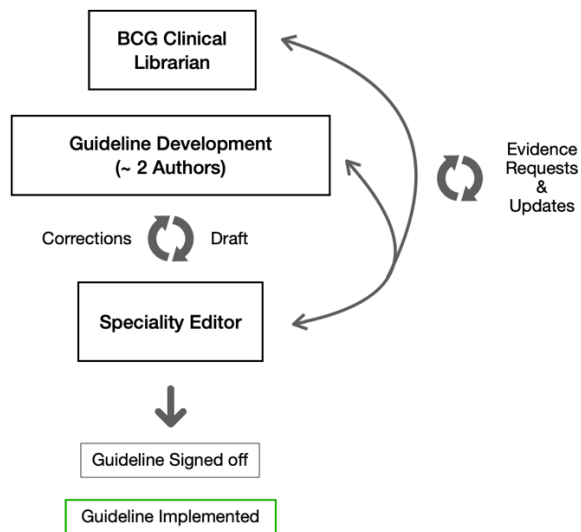 BCG Clinical
Librarian
Guideline Development
(~ 2 Authors)
Evidence
Requests
&
Updates
Corrections
Draft
Speciality Editor
Guideline Signed off
Guideline Implemented